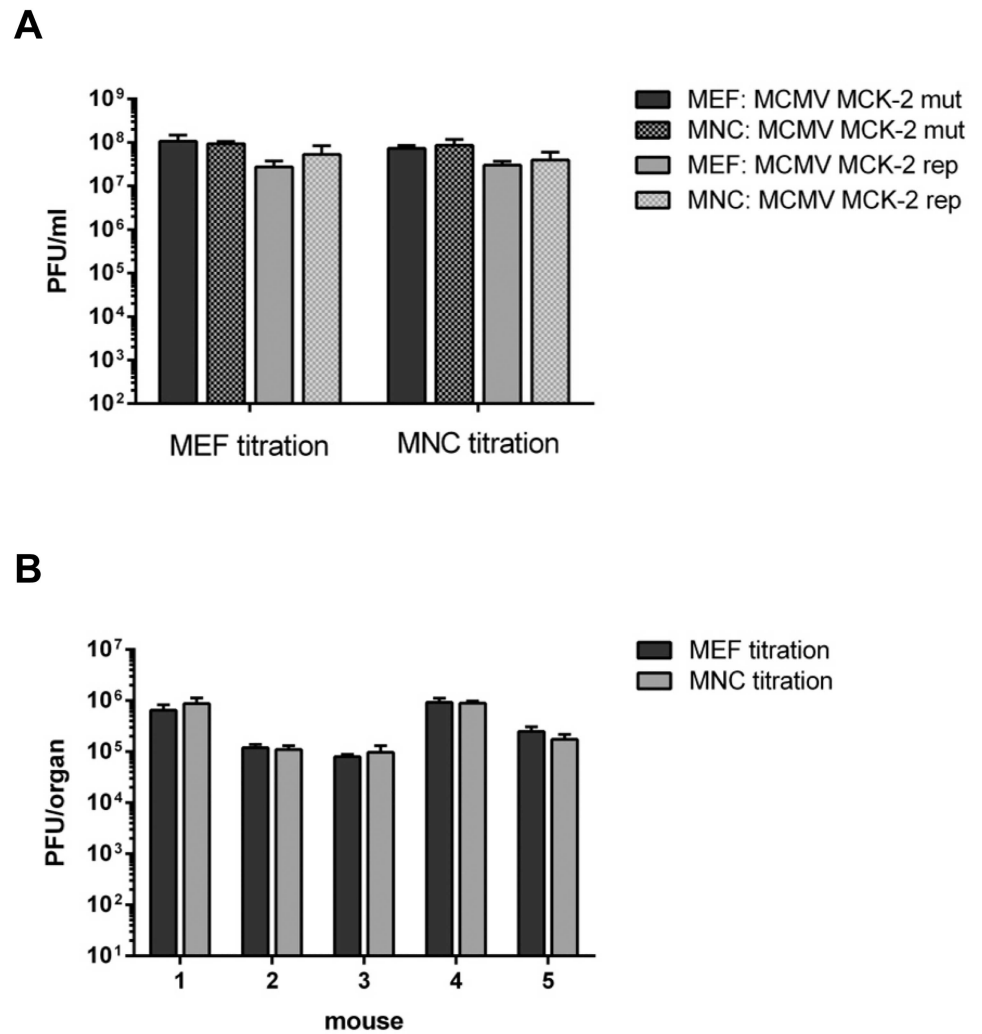 A
PFU/ml
10⁹
10⁸
10⁷
10⁶
10⁵
10⁴
10³
10²
MEF titration
MNC titration
MEF: MCMV MCK-2 mut
MNC: MCMV MCK-2 mut
MEF: MCMV MCK-2 rep
MNC: MCMV MCK-2 rep
B
PFU/organ
10⁷
10⁶
10⁵
10⁴
10³
10²
10¹
1 2 3 4 5
mouse
MEF titration
MNC titration